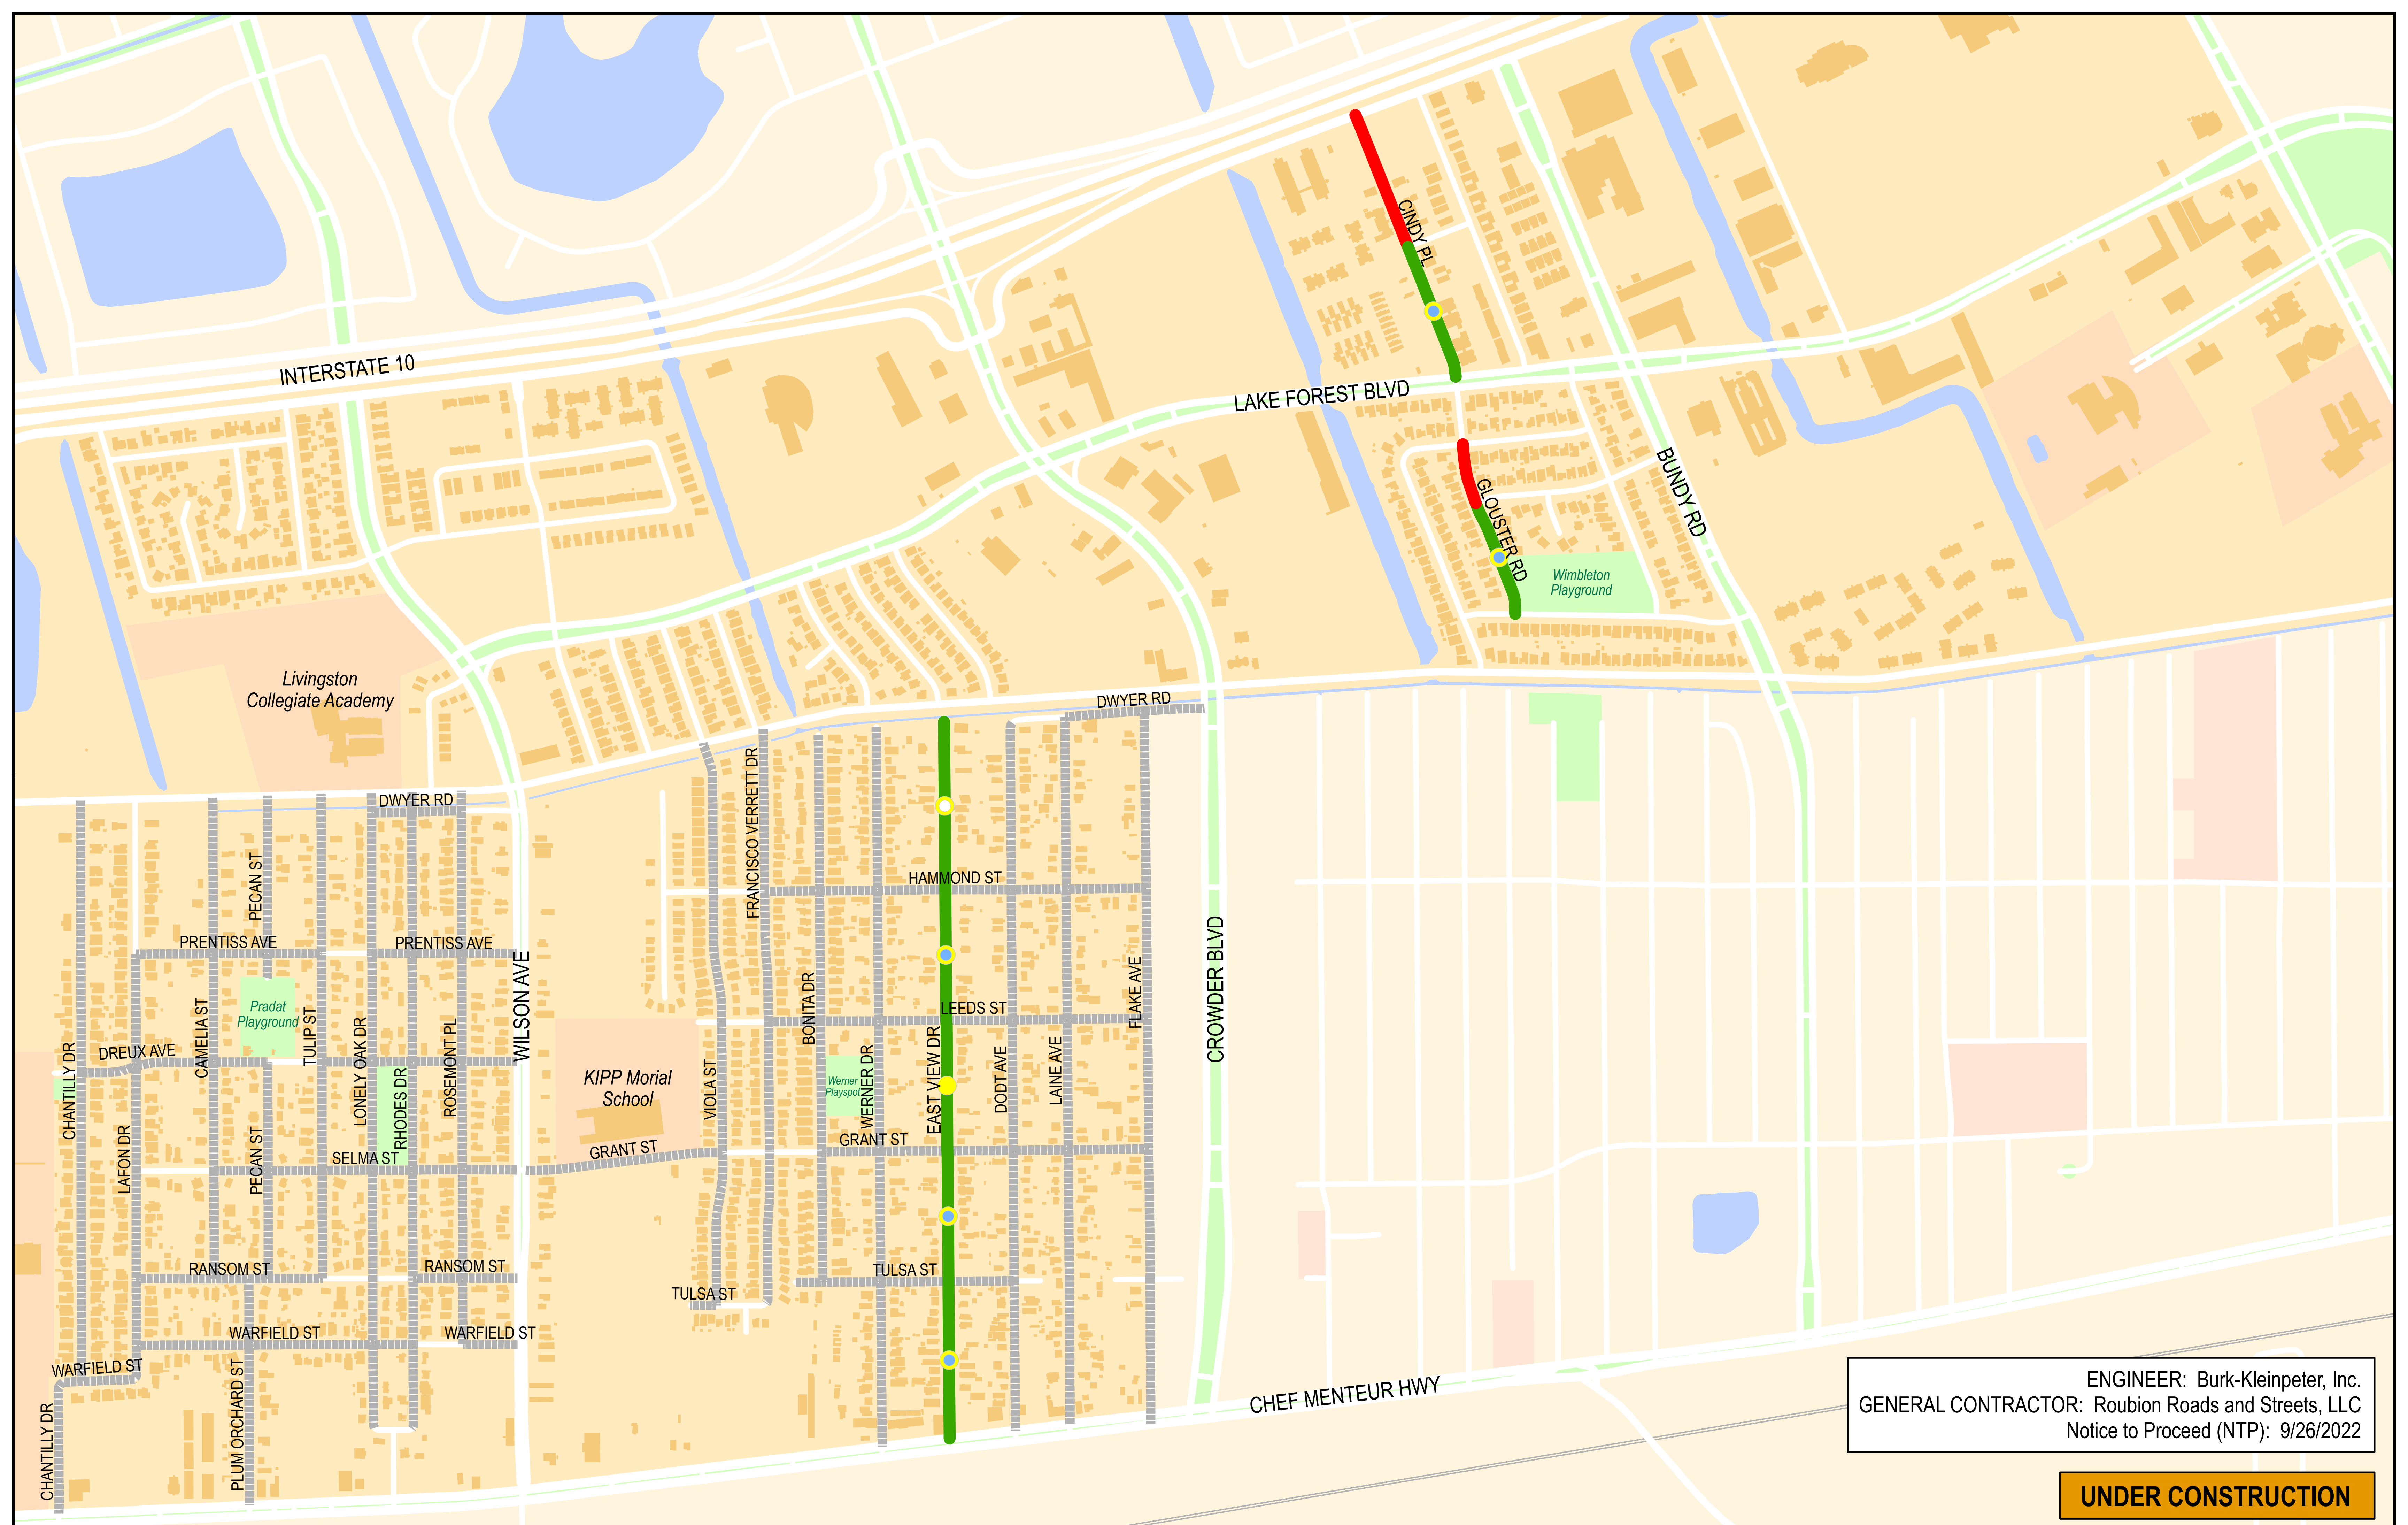 CINDY PL
INTERSTATE 10
LAKE FOREST BLVD
BUNDY RD
GLOUSTER RD
Wimbleton
Playground
Livingston
Collegiate Academy
DWYER RD
DWYER RD
FRANCISCO VERRETT DR
PECAN ST
HAMMOND ST
PRENTISS AVE
PRENTISS AVE
WILSON AVE
CROWDER BLVD
BONITA DR
FLAKE AVE
LEEDS ST
Pradat
Playground
CAMELIA ST
TULIP ST
LONELY OAK DR
ROSEMONT PL
DREUX AVE
CHANTILLY DR
RHODES DR
KIPP Morial
School
VIOLA ST
Werner
Playspot
WERNER DR
EAST VIEW DR
DODT AVE
LAINE AVE
LAFON DR
PECAN ST
SELMA ST
GRANT ST
GRANT ST
RANSOM ST
RANSOM ST
TULSA ST
TULSA ST
WARFIELD ST
WARFIELD ST
WARFIELD ST
PLUM ORCHARD ST
CHANTILLY DR
CHEF MENTEUR HWY
ENGINEER: Burk-Kleinpeter, Inc.
GENERAL CONTRACTOR: Roubion Roads and Streets, LLC
Notice to Proceed (NTP): 9/26/2022
UNDER CONSTRUCTION